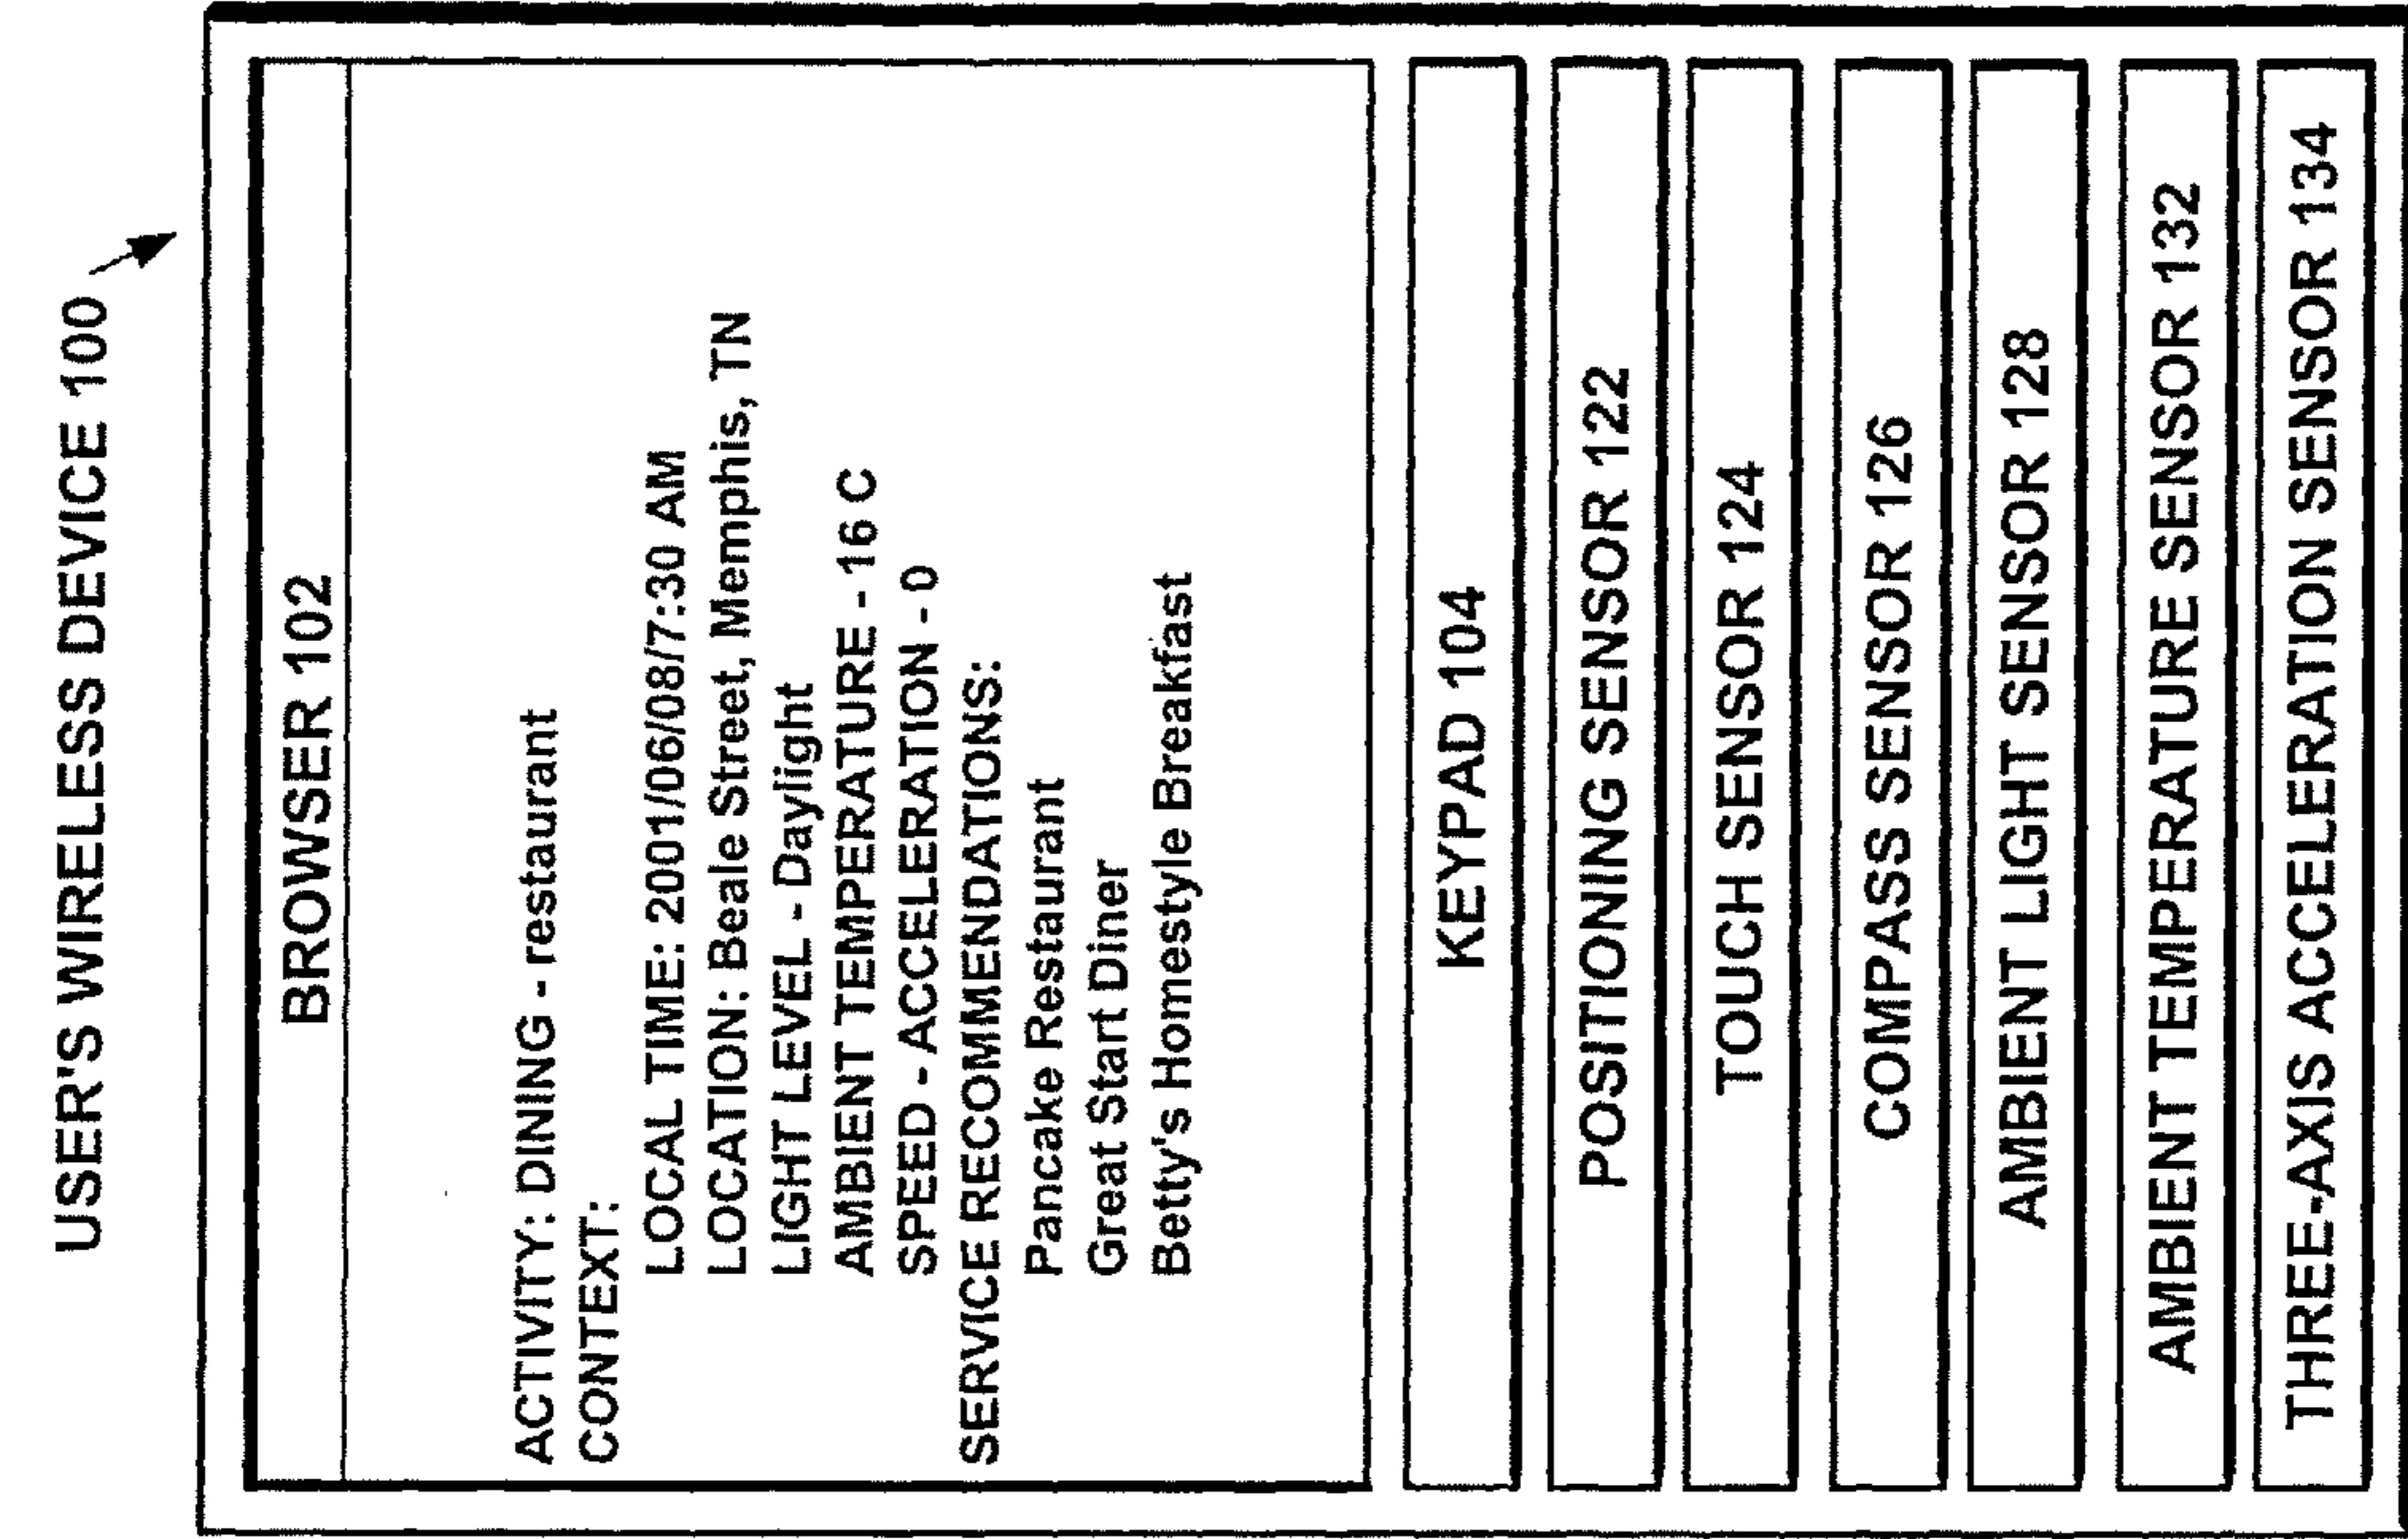 USER'S WIRELESS DEVICE 100
BROWSER 102
ACTIVITY: DINING - restaurant
CONTEXT:
LOCAL TIME: 2001/06/08/7:30 AM
LOCATION: Beale Street, Memphis, TN
LIGHT LEVEL - Daylight
AMBIENT TEMPERATURE - 16 C
SPEED - ACCELERATION - 0
SERVICE RECOMMENDATIONS:
Pancake Restaurant
Great Start Diner
Betty's Homestyle Breakfast
KEYPAD 104
POSITIONING SENSOR 122
TOUCH SENSOR 124
COMPASS SENSOR 126
AMBIENT LIGHT SENSOR 128
AMBIENT TEMPERATURE SENSOR 132
THREE-AXIS ACCELERATION SENSOR 134